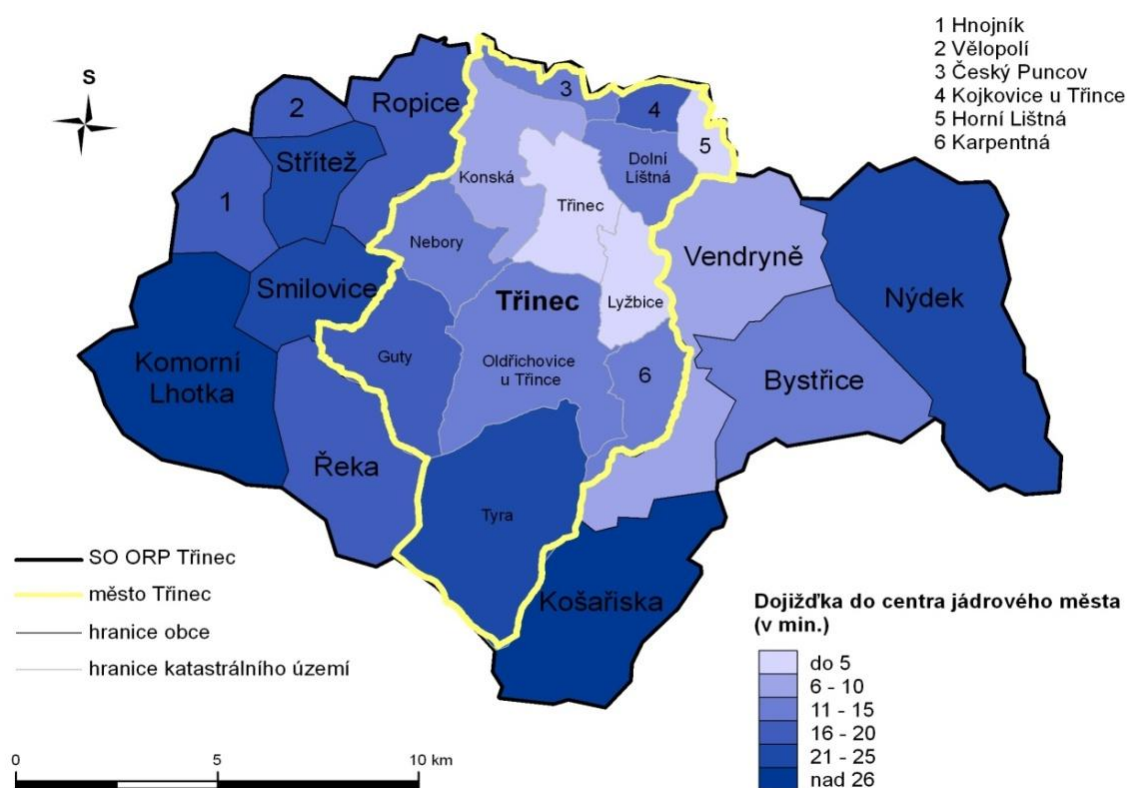 1 Hnojník
2 Vělopolí
3 Český Puncov
4 Kojkovice u Třince
5 Horní Lištná
6 Karpentná
S
Ropice
2
3
4
5
Střítež
1
Konská
Dolní
Lištná
Třinec
Nebory
Vendryně
Smilovice
Třinec
Lyžbice
Nýdek
Komorní
Lhotka
Guty
Oldřichovice
u Třince
6
Bystřice
Řeka
Tyra
Košařiska
SO ORP Třinec
město Třinec
hranice obce
hranice katastrálního území
0 5 10 km
Dojižďka do centra jádrového města
(v min.)
do 5
6 - 10
11 - 15
16 - 20
21 - 25
nad 26